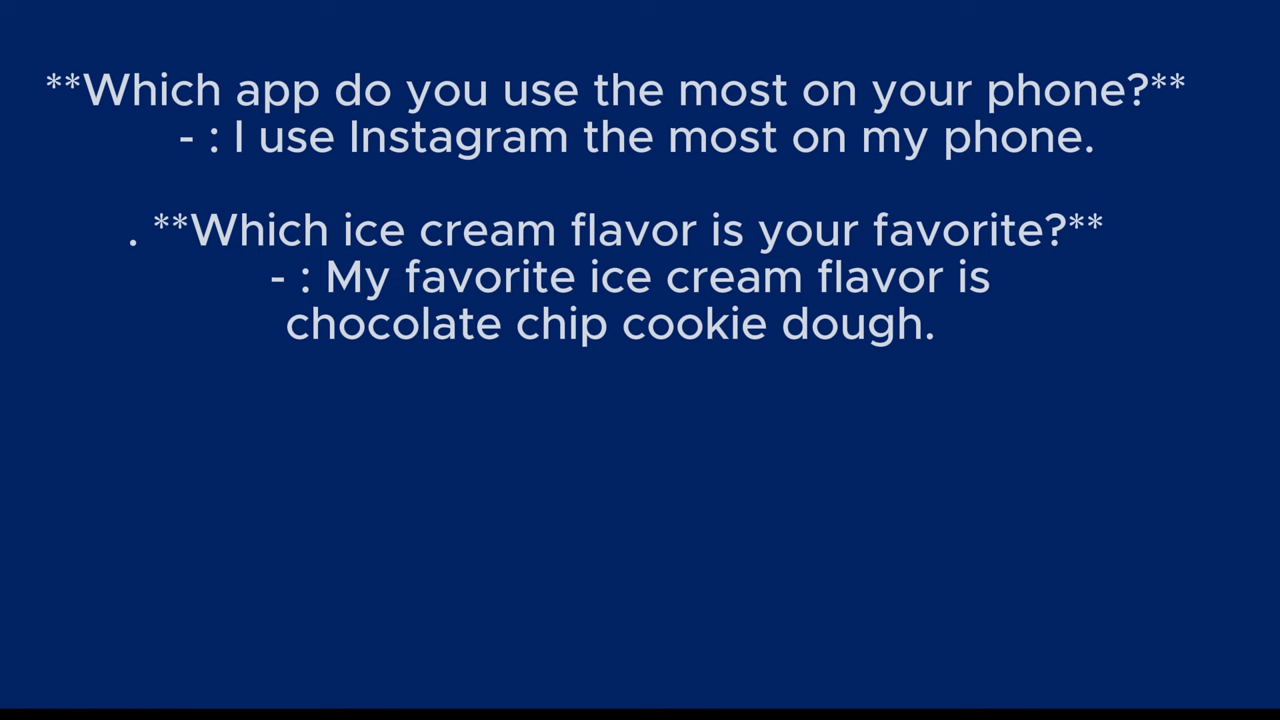 **Which app do you use the most on your phone?**
- : I use Instagram the most on my phone.
. **Which ice cream flavor is your favorite?**
- : My favorite ice cream flavor is
chocolate chip cookie dough.